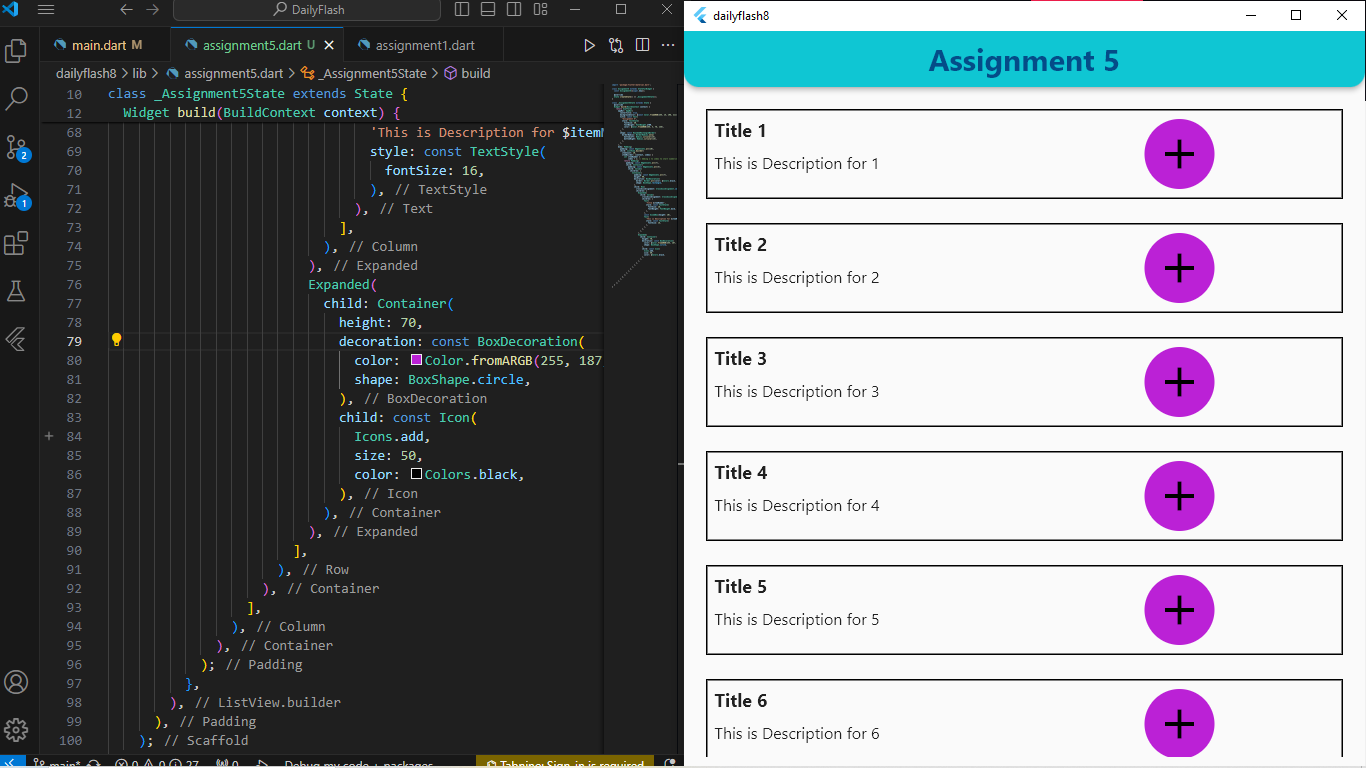 DailyFlash
main.dart M
assignment5.dart U
assignment1.dart
dailyflash8 > lib > assignment5.dart > _Assignment5State > build
10 class _Assignment5State extends State {
12 Widget build(BuildContext context) {
68 'This is Description for $item
69 style: const TextStyle(
70 fontSize: 16,
71 ), // TextStyle
72 ), // Text
73 ],
74 ), // Column
75 ), // Expanded
76 Expanded(
77 child: Container(
78 height: 70,
79 decoration: const BoxDecoration(
80 color: Color.fromARGB(255, 187
81 shape: BoxShape.circle,
82 ), // BoxDecoration
83 child: const Icon(
84 Icons.add,
85 size: 50,
86 color: Colors.black,
87 ), // Icon
88 ), // Container
89 ), // Expanded
90 ],
91 ), // Row
92 ), // Container
93 ],
94 ), // Column
95 ), // Container
96 ); // Padding
97 },
98 ), // ListView.builder
99 ), // Padding
100 ); // Scaffold
2
1
main* 0 0 27 0 Debug my code + packages Tabnine: Sign-in is required
dailyflash8
Assignment 5
Title 1
This is Description for 1
Title 2
This is Description for 2
Title 3
This is Description for 3
Title 4
This is Description for 4
Title 5
This is Description for 5
Title 6
This is Description for 6